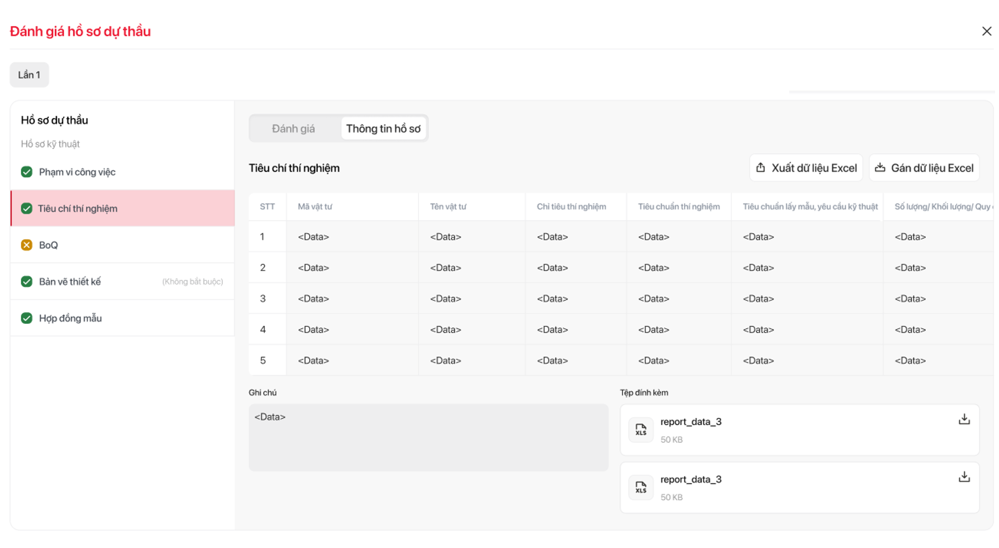 Đánh giá hồ sơ dự thầu
Lần 1
Hồ sơ dự thầu
Hồ sơ kỹ thuật
Phạm vi công việc
Tiêu chí thí nghiệm
BoQ
Bản vẽ thiết kế (Không bắt buộc)
Hợp đồng mẫu
Đánh giá Thông tin hồ sơ
Tiêu chí thí nghiệm
Xuất dữ liệu Excel Gán dữ liệu Excel
STT Mã vật tư Tên vật tư Chỉ tiêu thí nghiệm Tiêu chuẩn thí nghiệm Tiêu chuẩn lấy mẫu, yêu cầu kỹ thuật Số lượng/ Khối lượng/ Quy
1 <Data> <Data> <Data> <Data> <Data> <Data>
2 <Data> <Data> <Data> <Data> <Data> <Data>
3 <Data> <Data> <Data> <Data> <Data> <Data>
4 <Data> <Data> <Data> <Data> <Data> <Data>
5 <Data> <Data> <Data> <Data> <Data> <Data>
Ghi chú
<Data>
Tệp đính kèm
XLS
report_data_3
50 KB
XLS
report_data_3
50 KB